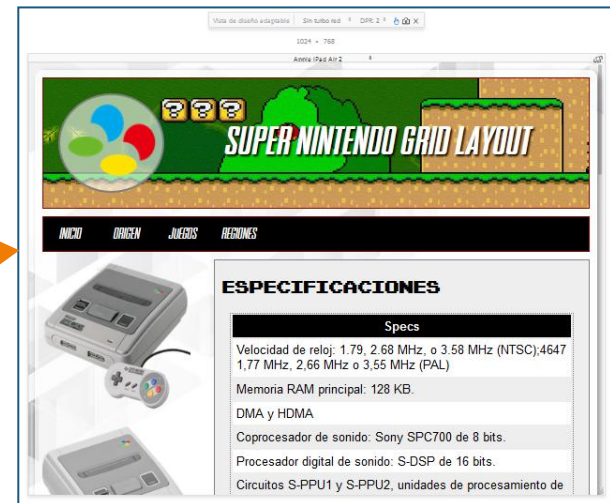 Vista de diseño adaptable Sin turbo red DPR: 2
1024 × 768
iPad Air 2
? ? ?
SUPER NINTENDO GRID LAYOUT
INICIO ORIGEN JUEGOS REGIONES
ESPECIFICACIONES
Specs
Velocidad de reloj: 1.79, 2.68 MHz, o 3.58 MHz (NTSC);4647
1,77 MHz, 2,66 MHz o 3,55 MHz (PAL)
Memoria RAM principal: 128 KB.
DMA y HDMA
Coprocesador de sonido: Sony SPC700 de 8 bits.
Procesador digital de sonido: S-DSP de 16 bits.
Circuitos S-PPU1 y S-PPU2, unidades de procesamiento de